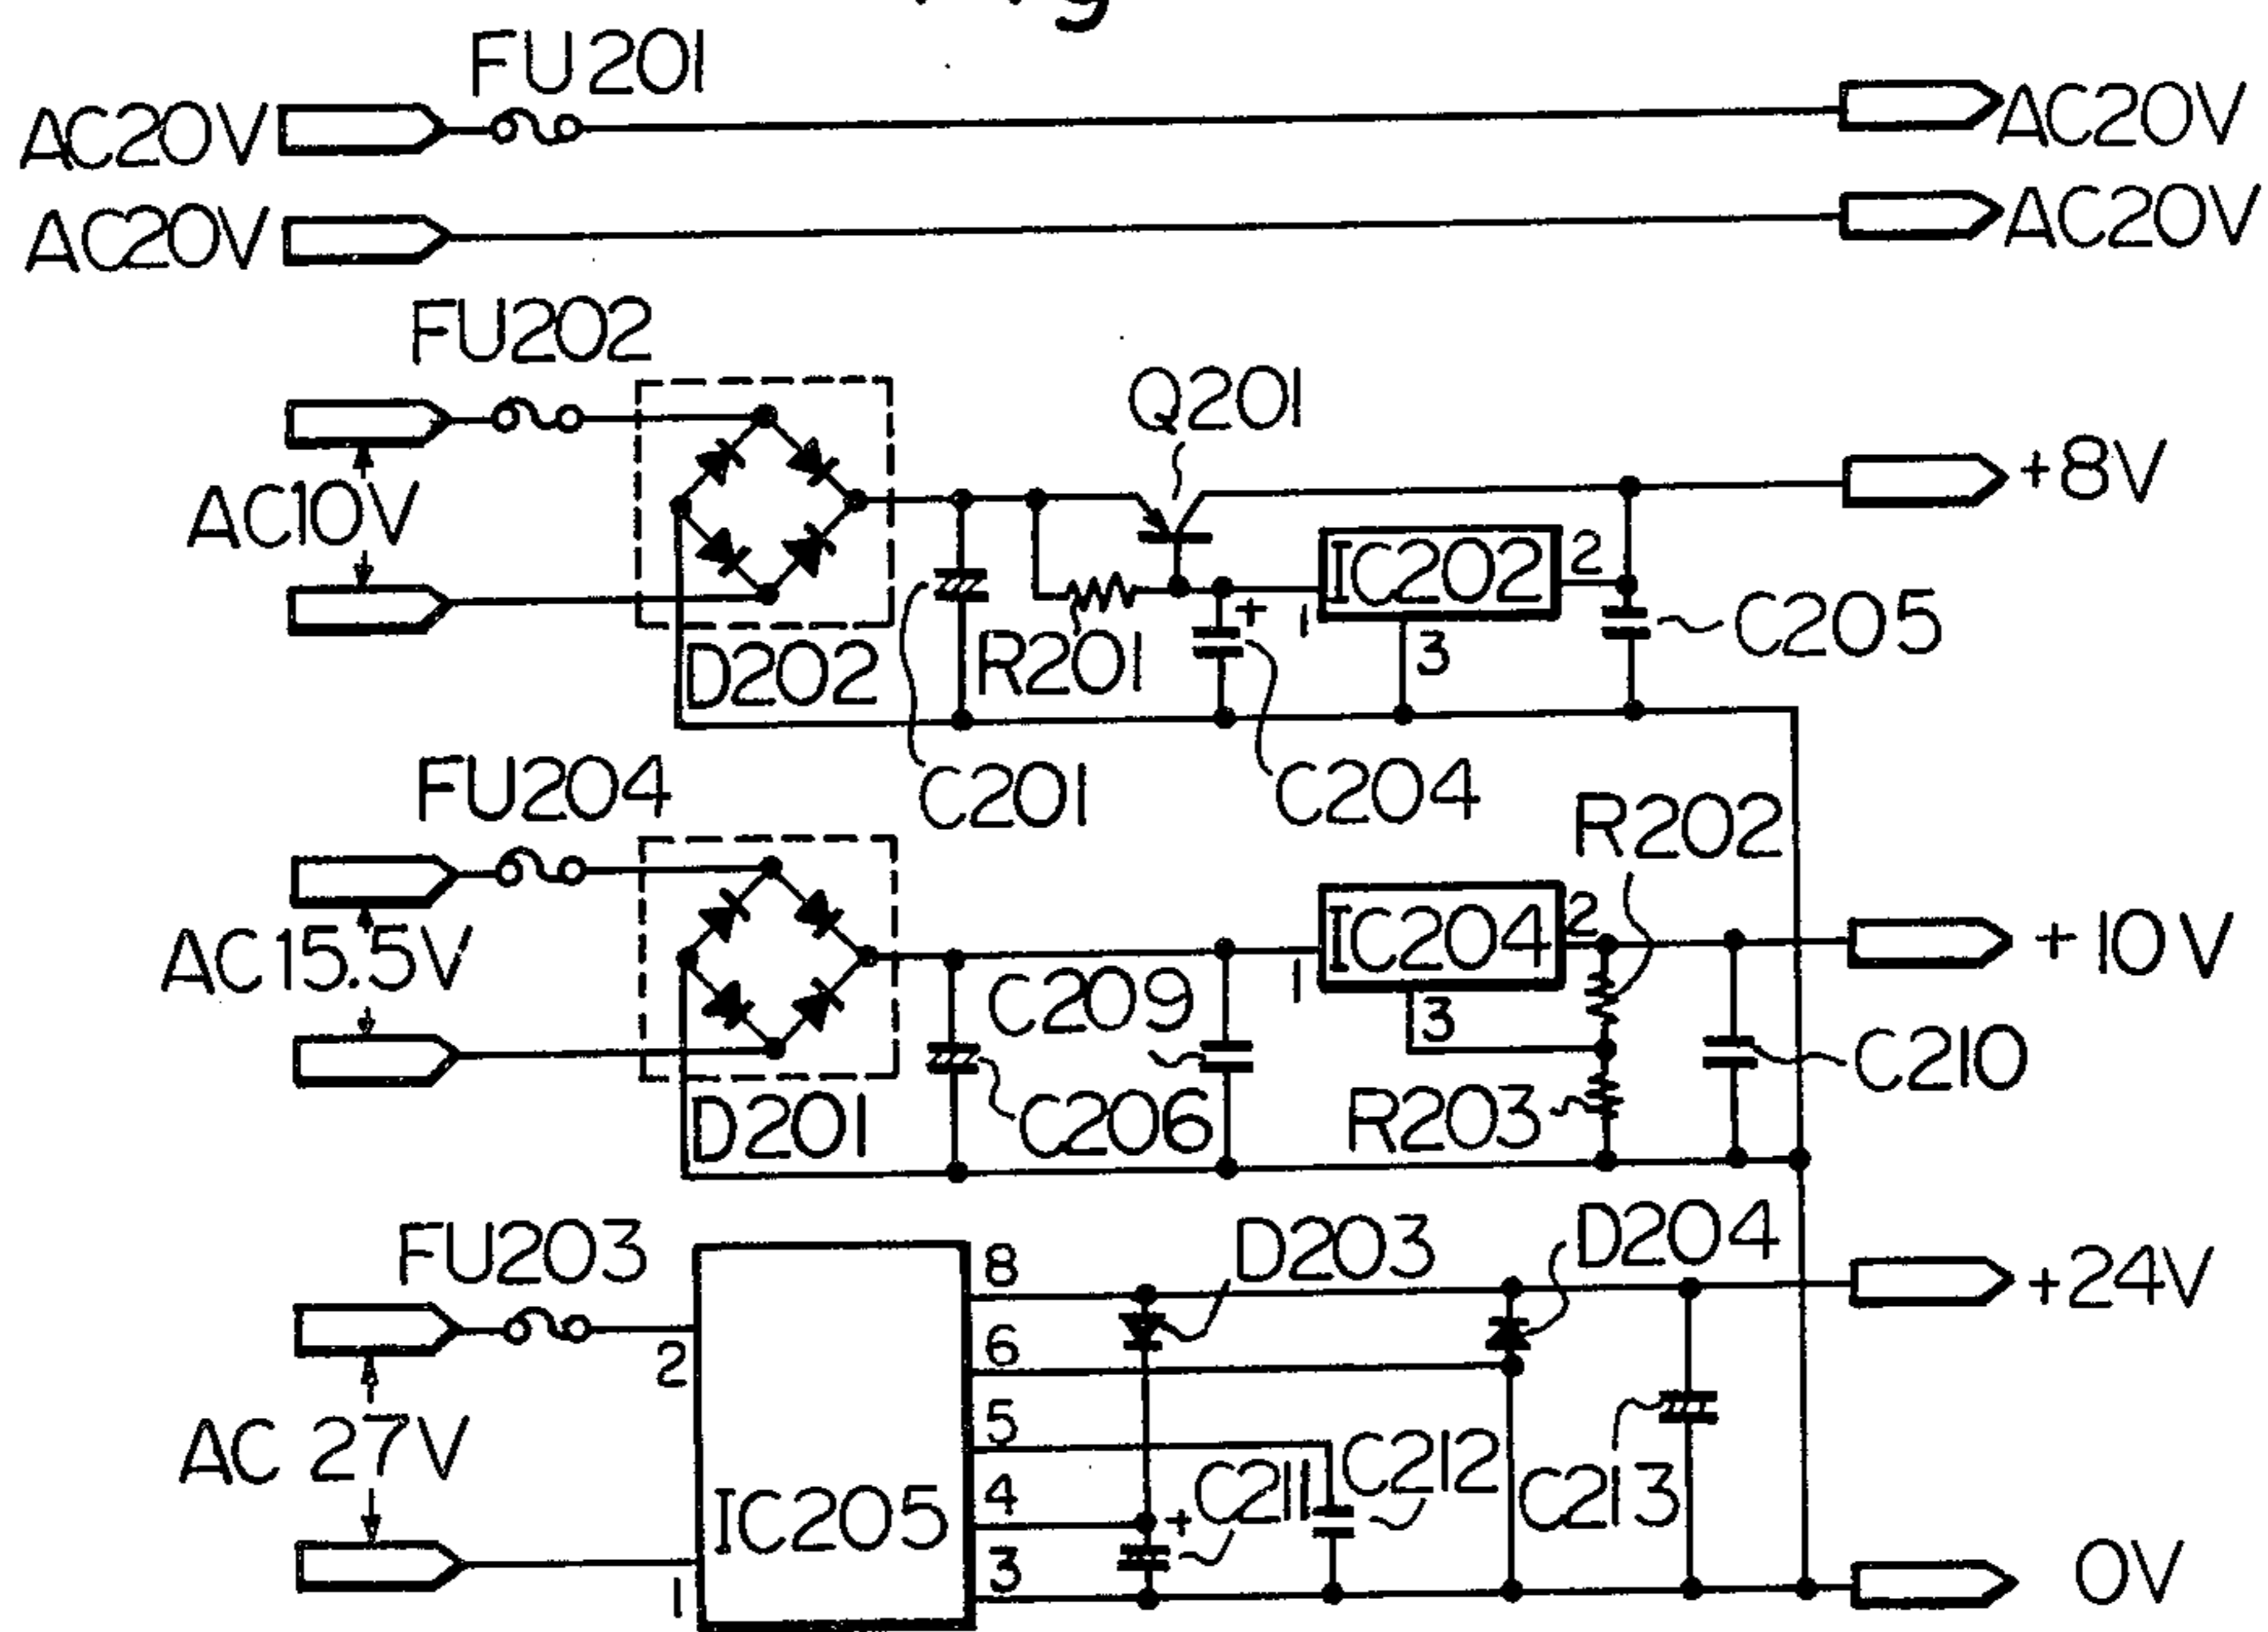 FU201
AC20V
AC20V
AC20V
AC20V
FU202
Q201
+8V
AC10V
IC202
2
C205
+
1
3
D202
R201
C201
C204
FU204
R202
IC204
2
+10V
AC15.5V
C209
1
3
C210
D201
C206
R203
FU203
8
D203
D204
+24V
6
2
5
AC 27V
IC205
4
+
C211
C212
C213
3
1
0V